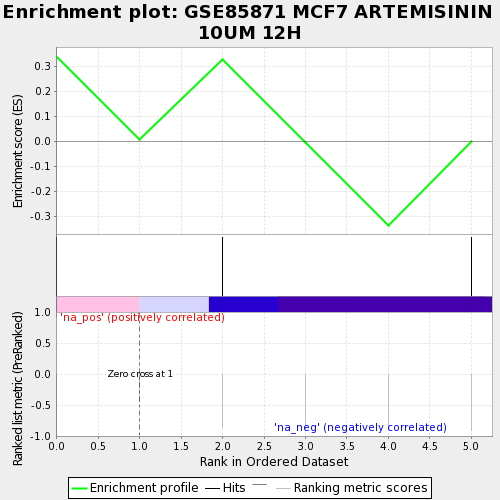 Enrichment plot: GSE85871 MCF7 ARTEMISININ
10UM 12H
Enrichment score (ES)
0.3
0.2
0.1
0.0
-0.1
-0.2
-0.3
Ranked list metric (PreRanked)
1.0
0.5
0.0
-0.5
-1.0
'na_pos' (positively correlated)
Zero cross at 1
'na_neg' (negatively correlated)
0.0 0.5 1.0 1.5 2.0 2.5 3.0 3.5 4.0 4.5 5.0
Rank in Ordered Dataset
Enrichment profile Hits Ranking metric scores